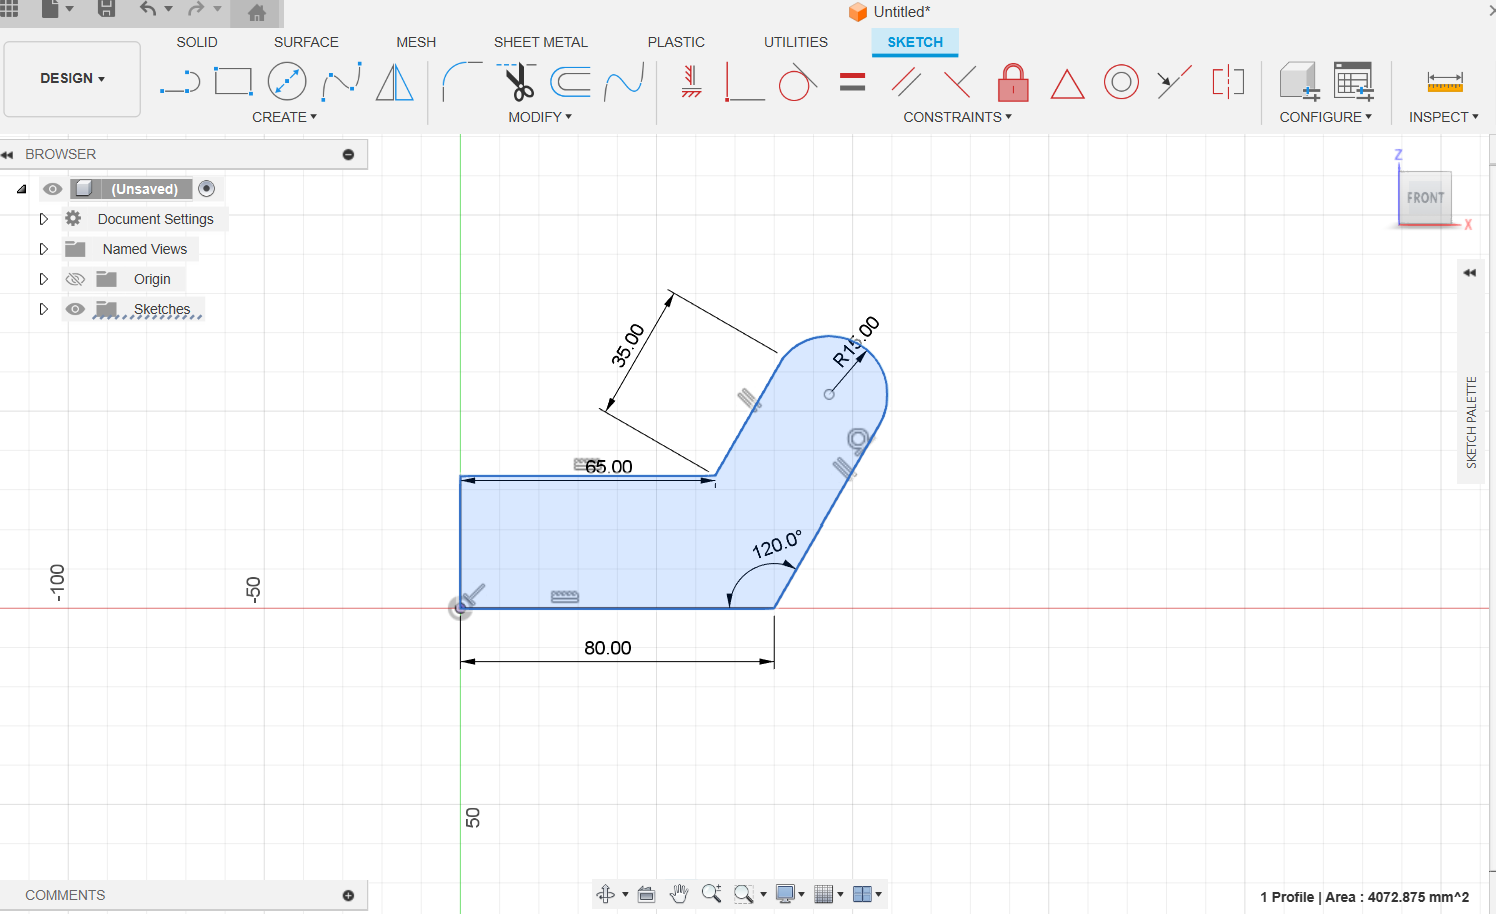 Untitled*
SOLID SURFACE MESH SHEET METAL PLASTIC UTILITIES SKETCH
DESIGN ▾
CREATE ▾ MODIFY ▾ CONSTRAINTS ▾ CONFIGURE ▾ INSPECT ▾
BROWSER
(Unsaved)
Document Settings
Named Views
Origin
Sketches
Z
FRONT
X
SKETCH PALETTE
35.00
R15.00
65.00
120.0°
80.00
-100
-50
50
COMMENTS
1 Profile | Area : 4072.875 mm^2